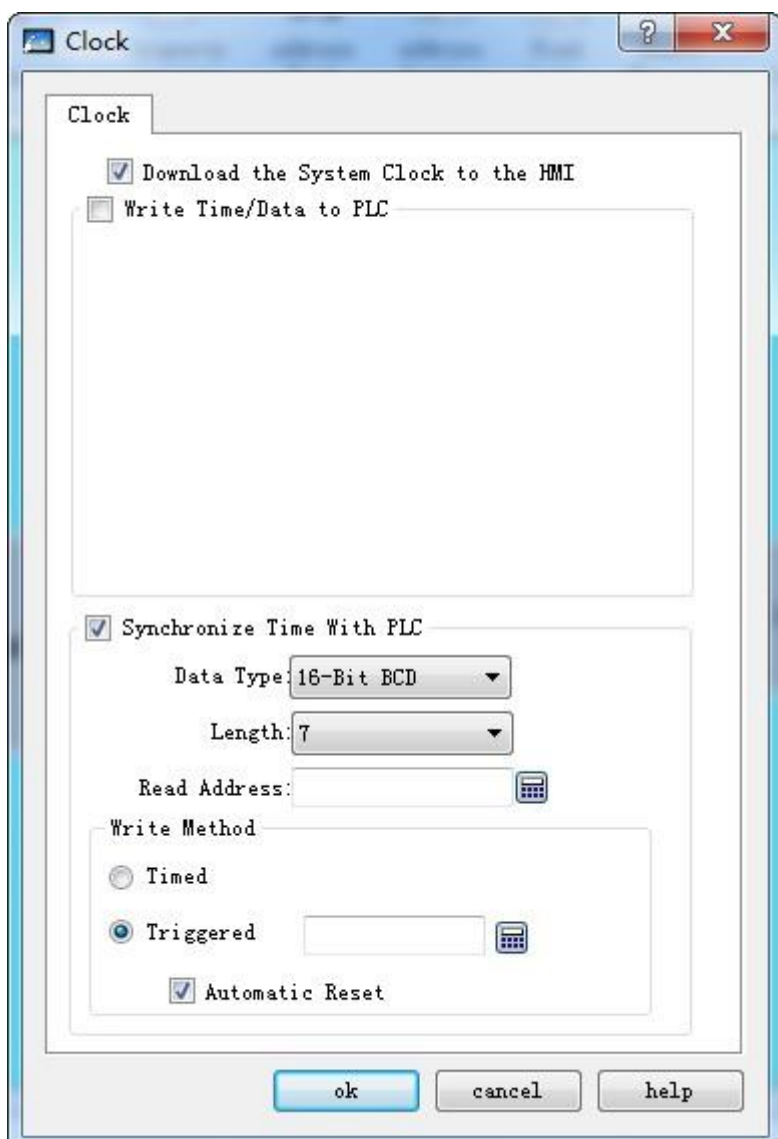 Clock
Clock
Download the System Clock to the HMI
Write Time/Data to PLC
Synchronize Time With PLC
Data Type: 16-Bit BCD
Length: 7
Read Address:
Write Method
Timed
Triggered
Automatic Reset
ok cancel help